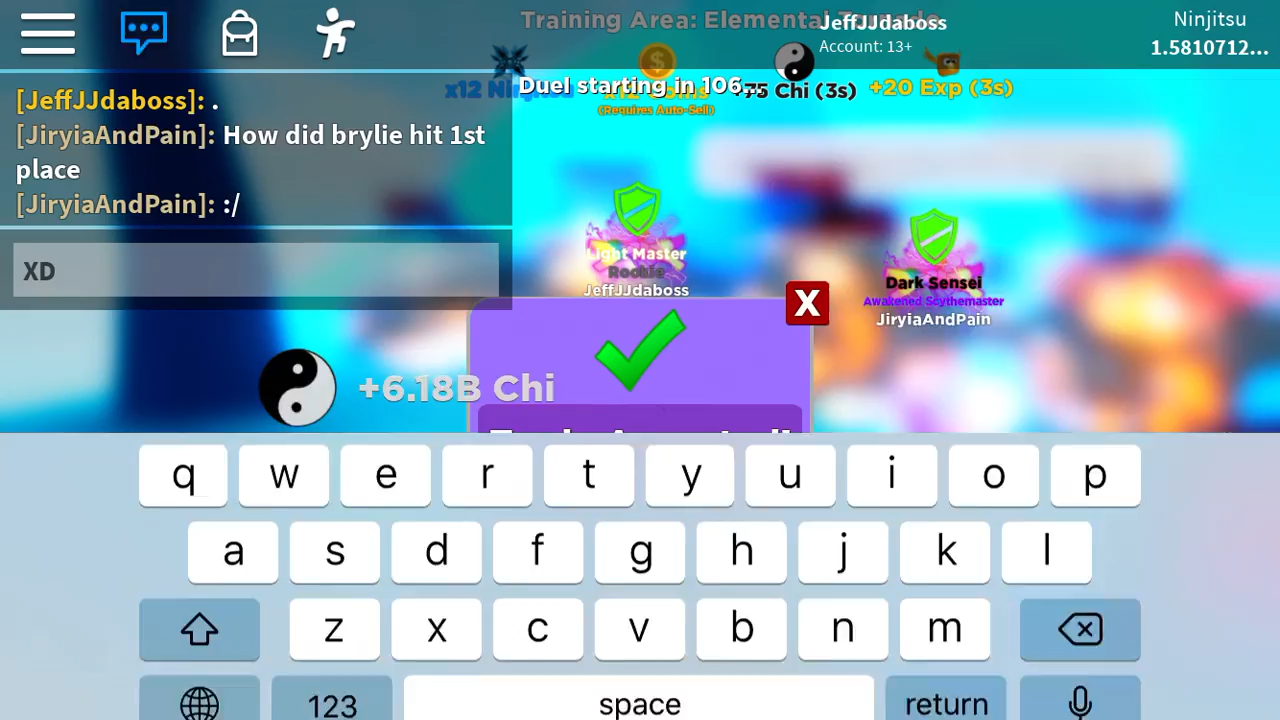 Training Area: Elemental
JeffJJdaboss
Account: 13+
Ninjitsu
1.5810712...
Duel starting in 106...
+75 Chi (3s)
+20 Exp (3s)
(Requires Auto-Sell)
[JeffJJdaboss]: .
[JiryiaAndPain]: How did brylie hit 1st
place
[JiryiaAndPain]: :/
XD
Light Master
Rookie
JeffJJdaboss
Dark Sensei
Awakened Scythemaster
JiryiaAndPain
X
+6.18B Chi
q w e r t y u i o p
a s d f g h j k l
z x c v b n m
123 space return